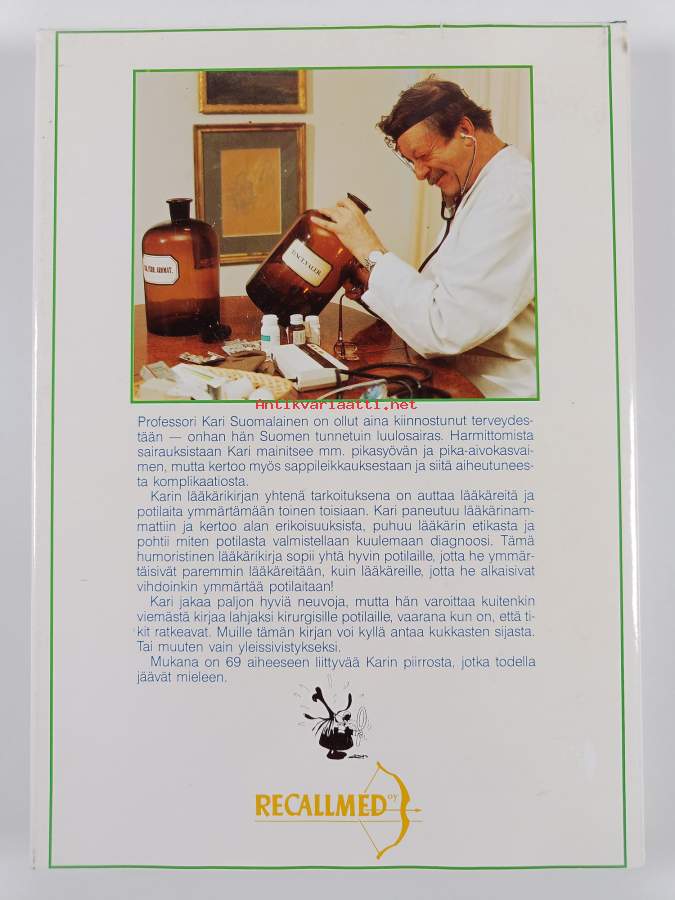 TINCT. VALER.
Antikvariaatti.net
Professori Kari Suomalainen on ollut aina kiinnostunut terveydes-
tään — onhan hän Suomen tunnetuin luulosairas. Harmittomista
sairauksistaan Kari mainitsee mm. pikasyövän ja pika-aivokasvai-
men, mutta kertoo myös sappileikkauksestaan ja siitä aiheutunees-
ta komplikaatiosta.
Karin lääkärikirjan yhtenä tarkoituksena on auttaa lääkäreitä ja
potilaita ymmärtämään toinen toisiaan. Kari paneutuu lääkärinam-
mattiin ja kertoo alan erikoisuuksista, puhuu lääkärin etikasta ja
pohtii miten potilasta valmistellaan kuulemaan diagnoosi. Tämä
humoristinen lääkärikirja sopii yhtä hyvin potilaille, jotta he ymmär-
täisivät paremmin lääkäreitään, kuin lääkäreille, jotta he alkaisivat
vihdoinkin ymmärtää potilaitaan!
Kari jakaa paljon hyviä neuvoja, mutta hän varoittaa kuitenkin
viemästä kirjaa lahjaksi kirurgisille potilaille, vaarana kun on, että ti-
kit ratkeavat. Muille tämän kirjan voi kyllä antaa kukkasten sijasta.
Tai muuten vain yleissivistykseksi.
Mukana on 69 aiheeseen liittyvää Karin piirrosta, jotka todella
jäävät mieleen.
RECALLMED oy